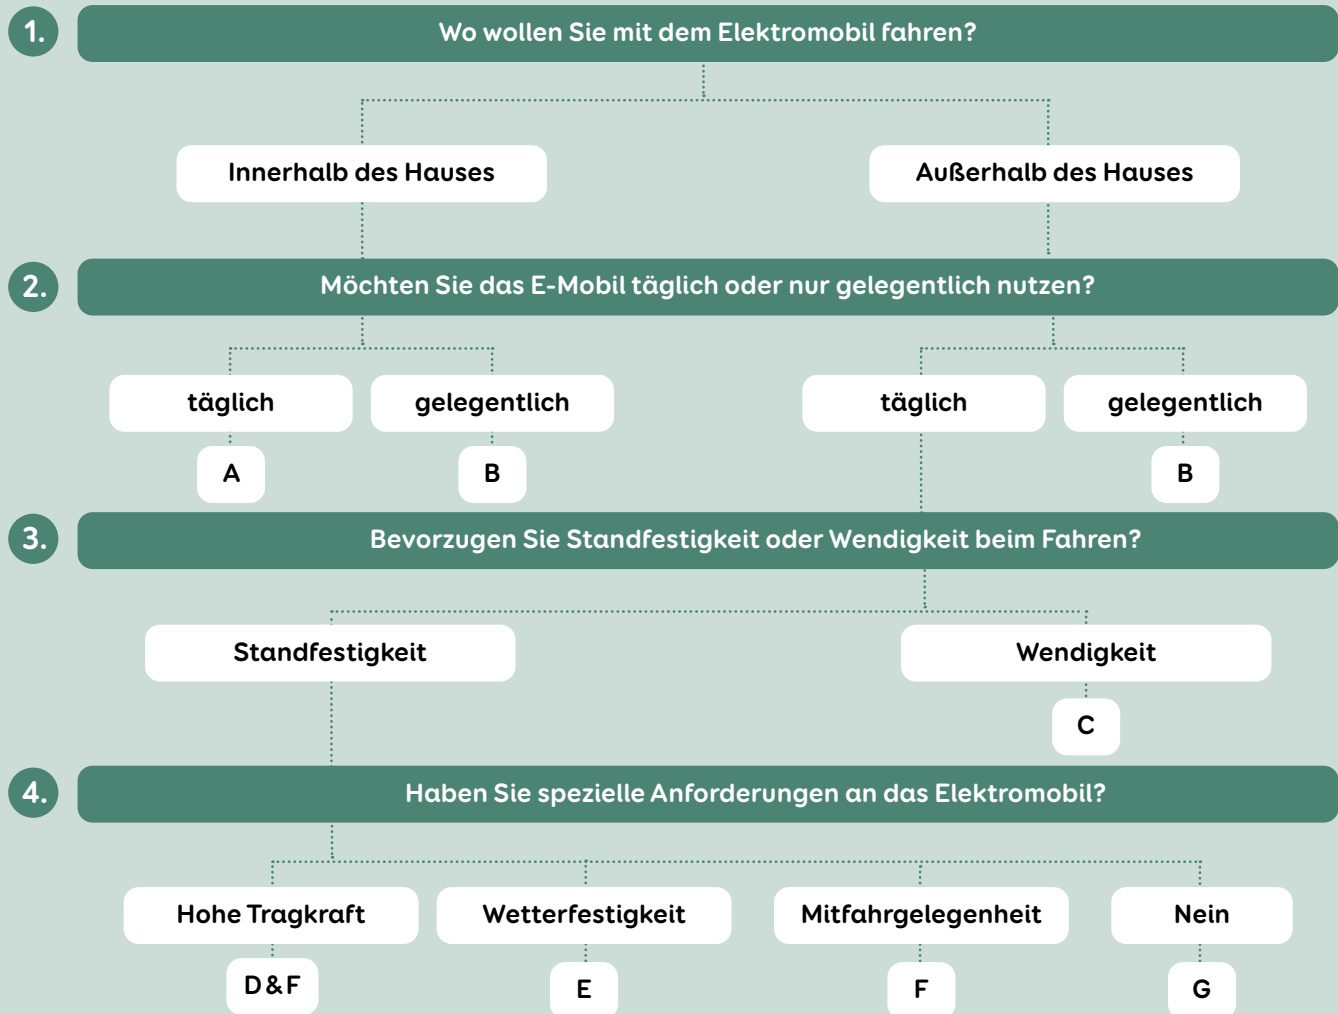 1.
Wo wollen Sie mit dem Elektromobil fahren?
Innerhalb des Hauses
Außerhalb des Hauses
2.
Möchten Sie das E-Mobil täglich oder nur gelegentlich nutzen?
täglich
gelegentlich
täglich
gelegentlich
A
B
B
3.
Bevorzugen Sie Standfestigkeit oder Wendigkeit beim Fahren?
Standfestigkeit
Wendigkeit
C
4.
Haben Sie spezielle Anforderungen an das Elektromobil?
Hohe Tragkraft
Wetterfestigkeit
Mitfahrgelegenheit
Nein
D & F
E
F
G